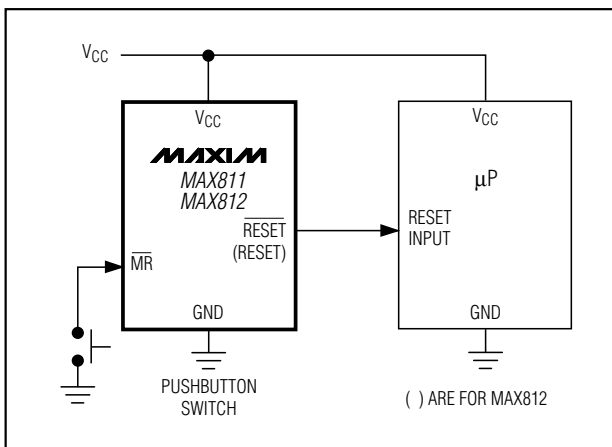 VCC
VCC
MAXIM
MAX811
MAX812
RESET
(RESET)
MR
GND
PUSHBUTTON
SWITCH
VCC
μP
RESET
INPUT
GND
( ) ARE FOR MAX812